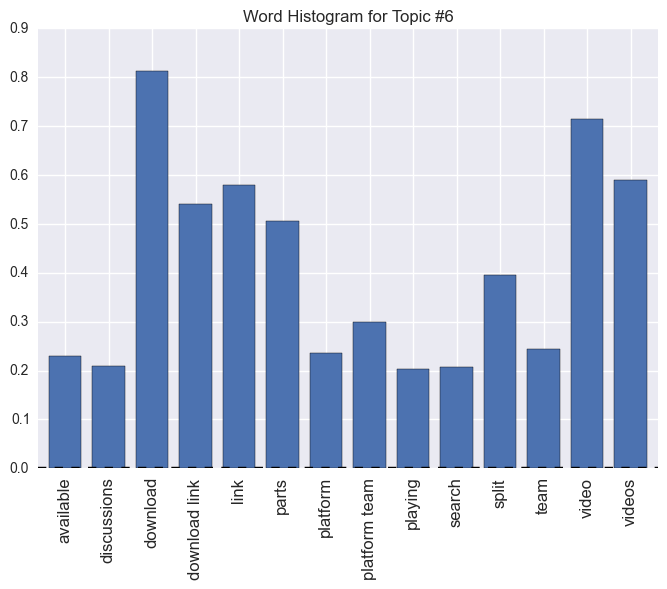 Word Histogram for Topic #6
0.9
0.8
0.7
0.6
0.5
0.4
0.3
0.2
0.1
0.0
available
discussions
download
download link
link
parts
platform
platform team
playing
search
split
team
video
videos